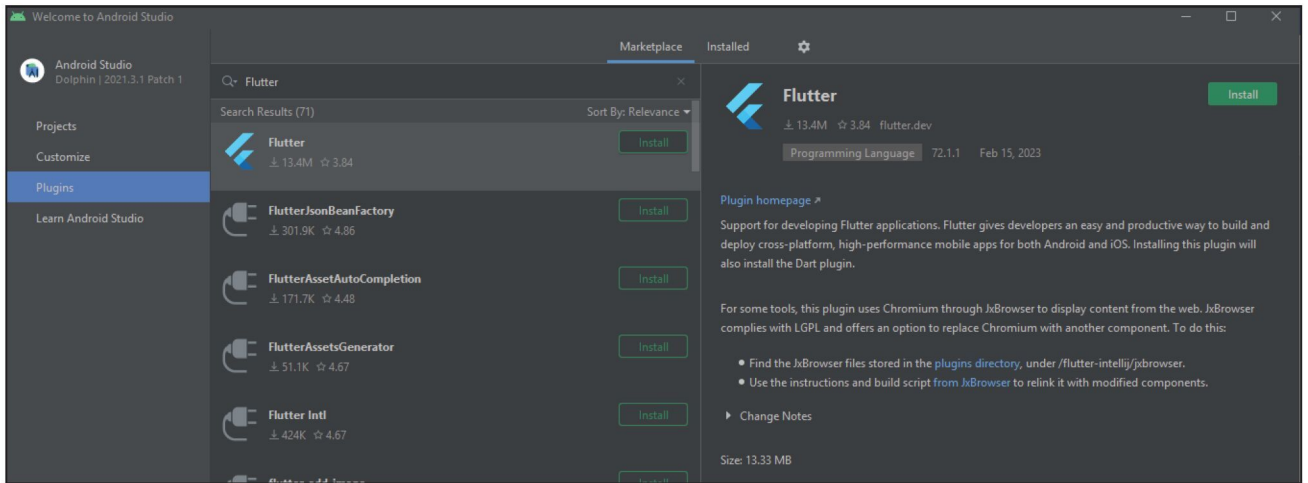 Welcome to Android Studio
Android Studio
Dolphin | 2021.3.1 Patch 1
Projects
Customize
Plugins
Learn Android Studio
Marketplace
Installed
Flutter
Search Results (71)
Sort By: Relevance
Flutter
13.4M 3.84
Install
FlutterJsonBeanFactory
301.9K 4.86
Install
FlutterAssetAutoCompletion
171.7K 4.48
Install
FlutterAssetsGenerator
51.1K 4.67
Install
Flutter Intl
424K 4.67
Install
Flutter
Install
13.4M 3.84 flutter.dev
Programming Language 72.1.1 Feb 15, 2023
Plugin homepage
Support for developing Flutter applications. Flutter gives developers an easy and productive way to build and
deploy cross-platform, high-performance mobile apps for both Android and iOS. Installing this plugin will
also install the Dart plugin.
For some tools, this plugin uses Chromium through JxBrowser to display content from the web. JxBrowser
complies with LGPL and offers an option to replace Chromium with another component. To do this:
Find the JxBrowser files stored in the plugins directory, under /flutter-intellij/jxbrowser.
Use the instructions and build script from JxBrowser to relink it with modified components.
Change Notes
Size: 13.33 MB